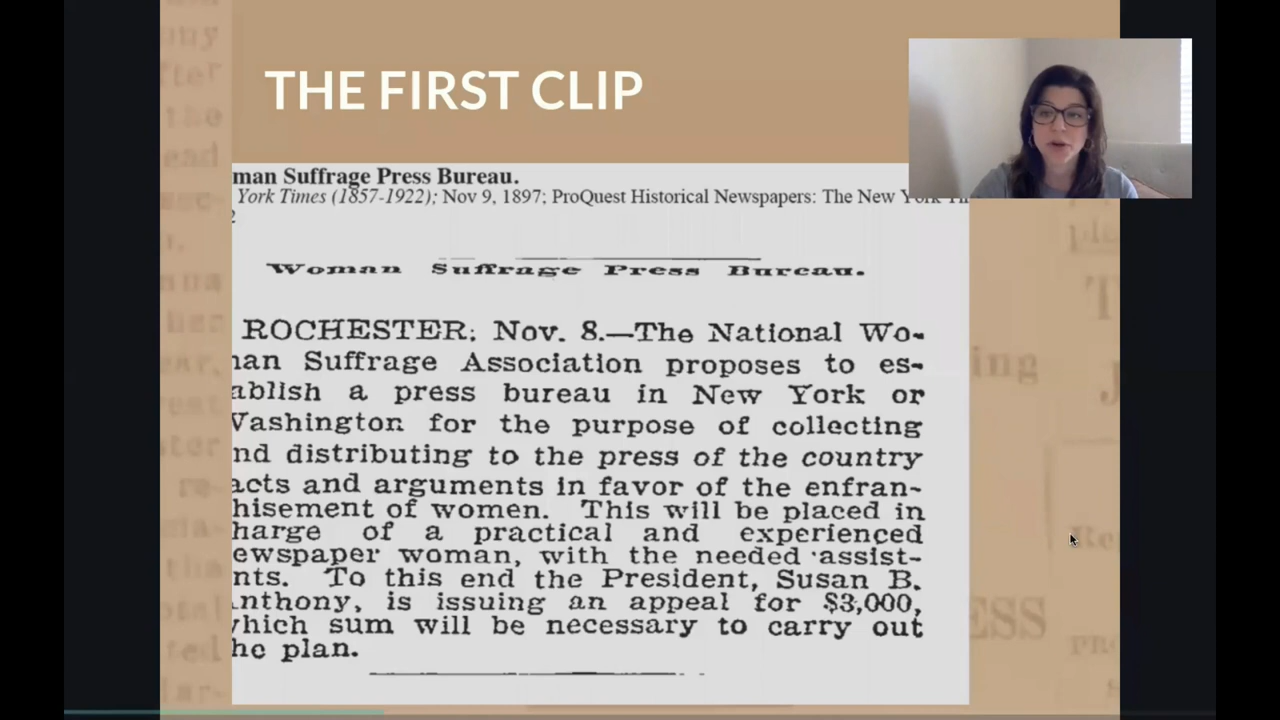 THE FIRST CLIP
man Suffrage Press Bureau.
York Times (1857-1922); Nov 9, 1897; ProQuest Historical Newspapers: The New York
2
Woman Suffrage Press Bureau.
ROCHESTER, Nov. 8.—The National Wo-
man Suffrage Association proposes to es-
ablish a press bureau in New York or
Washington for the purpose of collecting
nd distributing to the press of the country
acts and arguments in favor of the enfran-
hisement of women. This will be placed in
harge of a practical and experienced
ewspaper woman, with the needed assist-
nts. To this end the President, Susan B.
Anthony, is issuing an appeal for $3,000,
which sum will be necessary to carry out
he plan.
ing
ESS